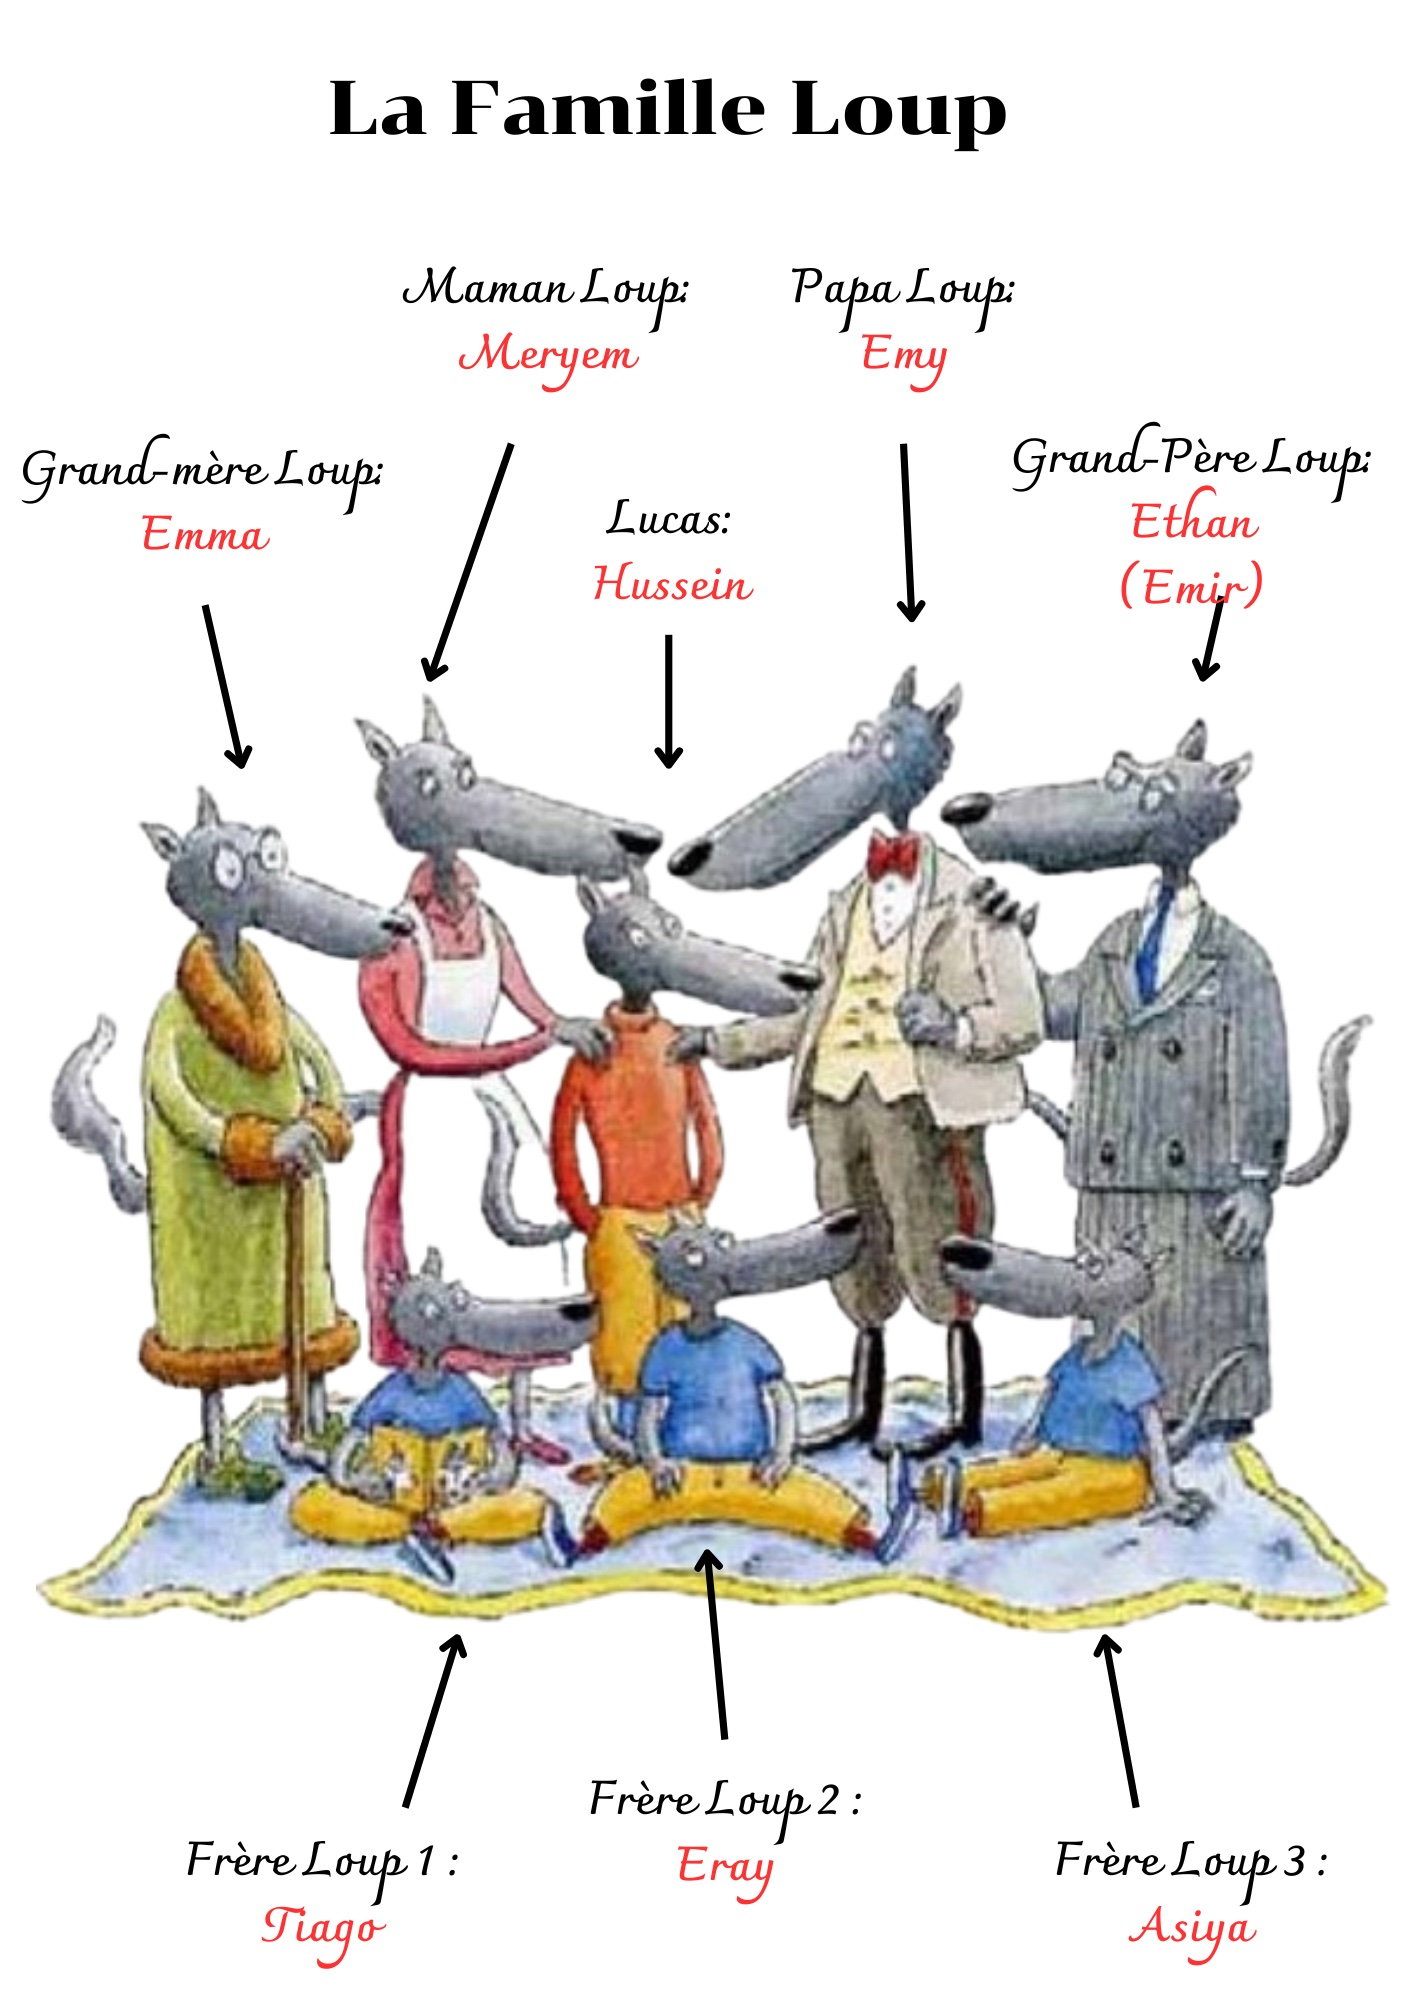 La Famille Loup
Maman Loup:
Meryem
Papa Loup:
Emy
Grand-mère Loup:
Emma
Lucas:
Hussein
Grand-Père Loup:
Ethan
(Emir)
Frère Loup 1 :
Tiago
Frère Loup 2 :
Eray
Frère Loup 3 :
Asiya